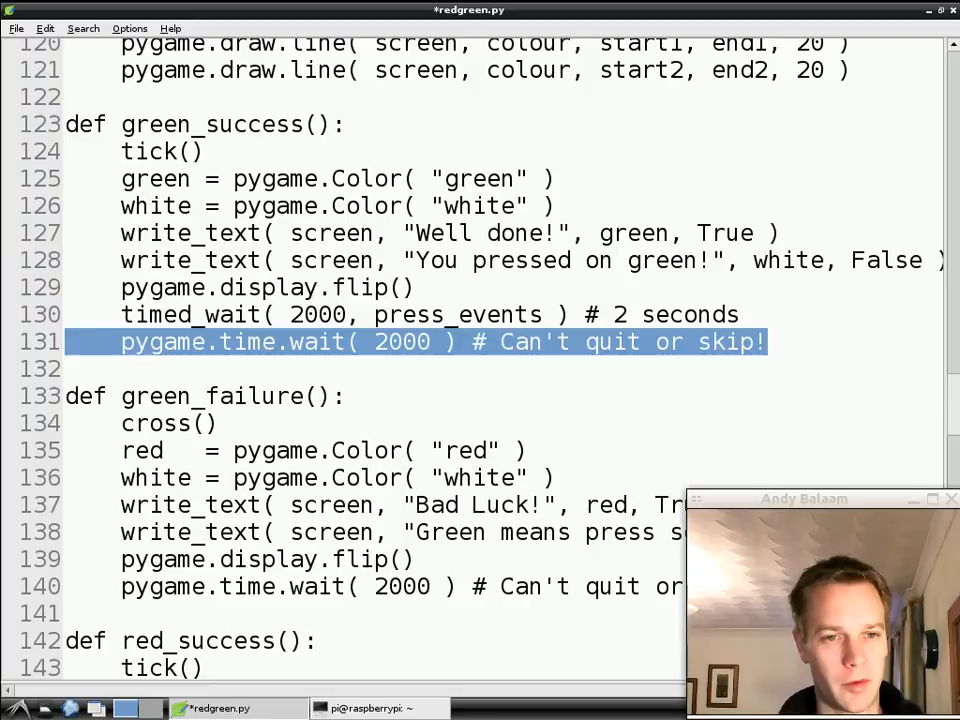 *redgreen.py
File Edit Search Options Help
120 pygame.draw.line( screen, colour, start1, end1, 20 )
121 pygame.draw.line( screen, colour, start2, end2, 20 )
122
123 def green_success():
124 tick()
125 green = pygame.Color( "green" )
126 white = pygame.Color( "white" )
127 write_text( screen, "Well done!", green, True )
128 write_text( screen, "You pressed on green!", white, False )
129 pygame.display.flip()
130 timed_wait( 2000, press_events ) # 2 seconds
131 pygame.time.wait( 2000 ) # Can't quit or skip!
132
133 def green_failure():
134 cross()
135 red = pygame.Color( "red" )
136 white = pygame.Color( "white" )
137 write_text( screen, "Bad Luck!", red, Tr
138 write_text( screen, "Green means press s
139 pygame.display.flip()
140 pygame.time.wait( 2000 ) # Can't quit or
141
142 def red_success():
143 tick()
Andy Balaam
*redgreen.py
pi@raspberrypi: ~